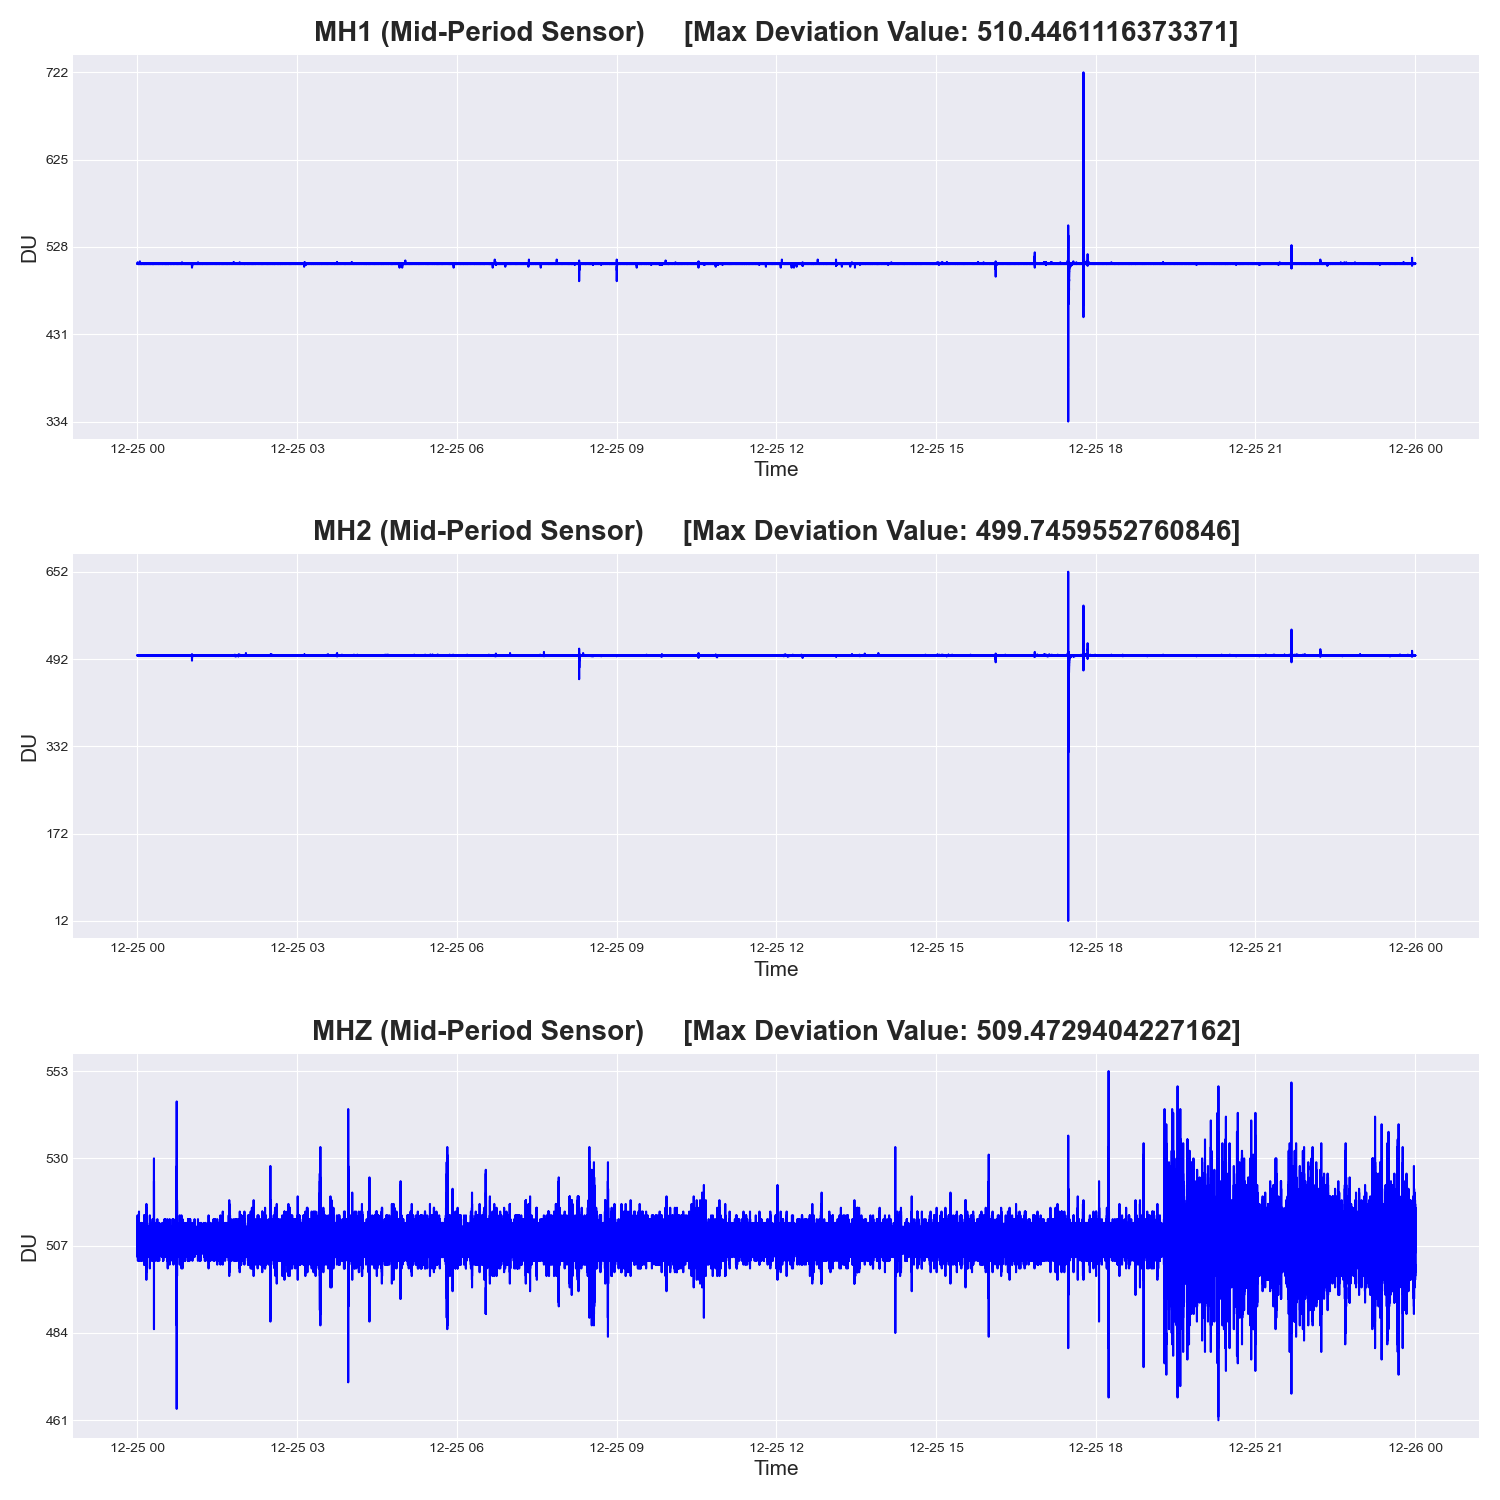 MH1 (Mid-Period Sensor) [Max Deviation Value: 510.4461116373371]
722
625
528
431
334
DU
12-25 00 12-25 03 12-25 06 12-25 09 12-25 12 12-25 15 12-25 18 12-25 21 12-26 00
Time
MH2 (Mid-Period Sensor) [Max Deviation Value: 499.7459552760846]
652
492
332
172
12
DU
12-25 00 12-25 03 12-25 06 12-25 09 12-25 12 12-25 15 12-25 18 12-25 21 12-26 00
Time
MHZ (Mid-Period Sensor) [Max Deviation Value: 509.4729404227162]
553
530
507
484
461
DU
12-25 00 12-25 03 12-25 06 12-25 09 12-25 12 12-25 15 12-25 18 12-25 21 12-26 00
Time